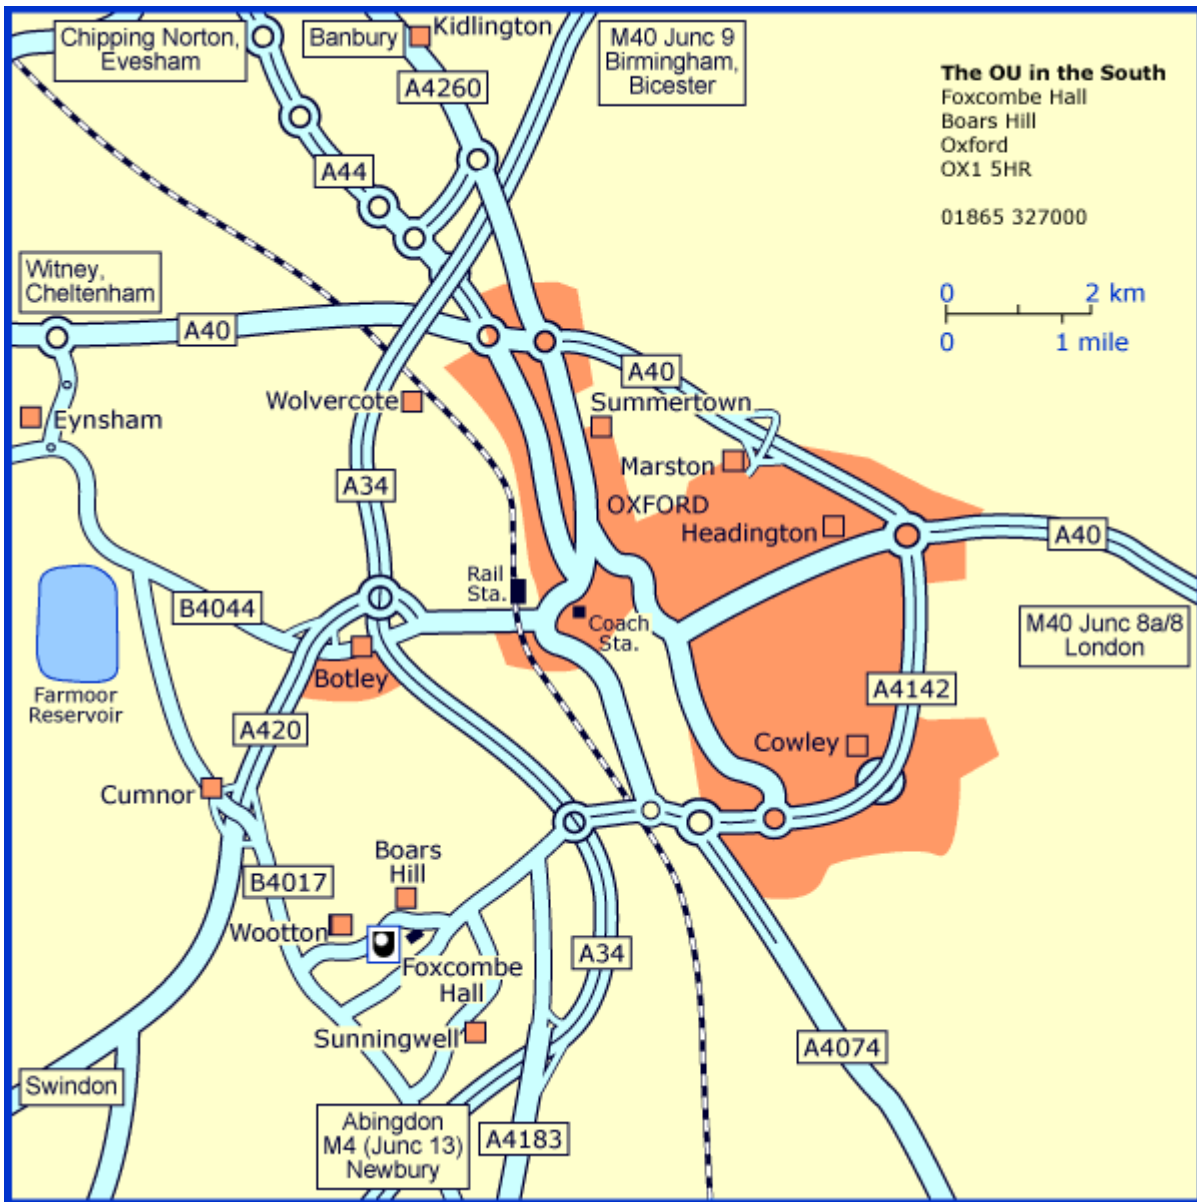 Chipping Norton,
Evesham
Banbury
Kidlington
M40 Junc 9
Birmingham,
Bicester
The OU in the South
Foxcombe Hall
Boars Hill
Oxford
OX1 5HR
01865 327000
A4260
A44
Witney,
Cheltenham
0 2 km
0 1 mile
A40
A40
Wolvercote
Summertown
Eynsham
Marston
A34
OXFORD
Headington
A40
Rail
Sta.
B4044
Coach
Sta.
M40 Junc 8a/8
London
Botley
Farmoor
Reservoir
A4142
A420
Cowley
Cumnor
Boars
Hill
B4017
Wootton
A34
Foxcombe
Hall
Sunningwell
A4074
Swindon
Abingdon
M4 (Junc 13)
Newbury
A4183